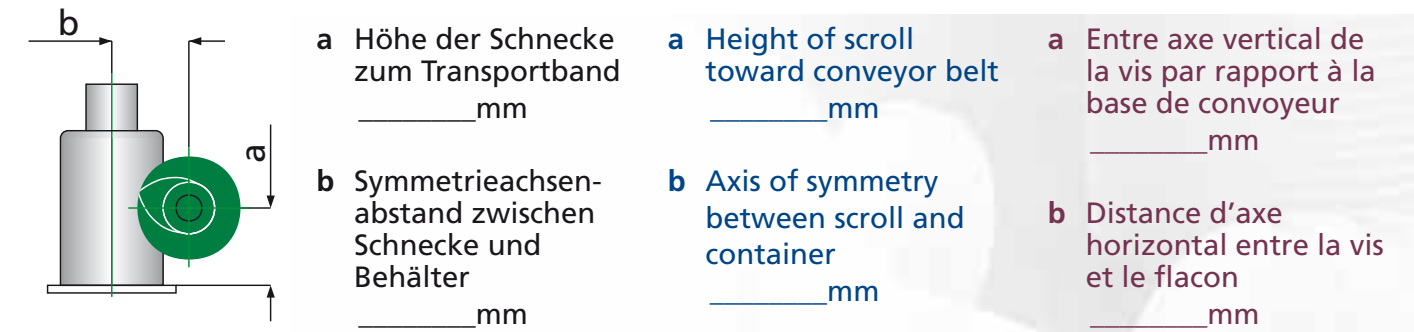 b
a
a Höhe der Schnecke
zum Transportband
________mm
b Symmetrieachsen-
abstand zwischen
Schnecke und
Behälter
________mm
a Height of scroll
toward conveyor belt
________mm
b Axis of symmetry
between scroll and
container
________mm
a Entre axe vertical de
la vis par rapport à la
base de convoyeur
________mm
b Distance d’axe
horizontal entre la vis
et le flacon
________mm